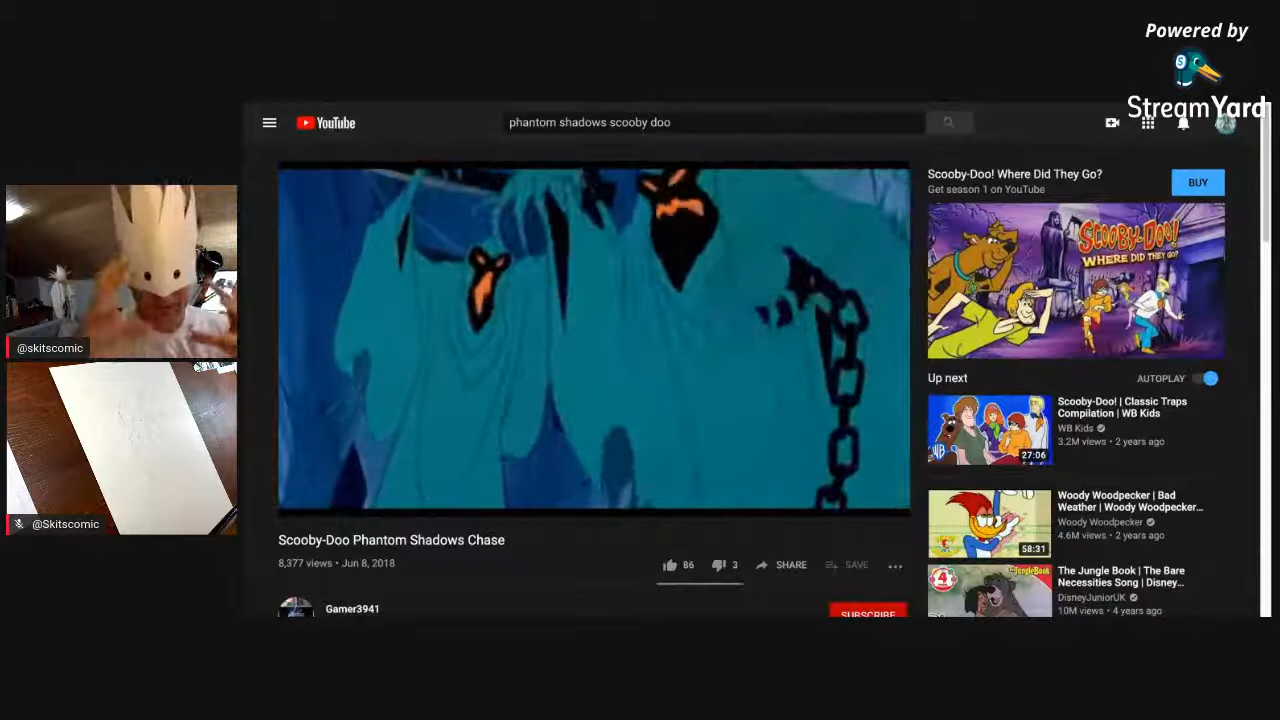 Powered by
StreamYard
YouTube
phantom shadows scooby doo
@skitscomic
@Skitscomic
Scooby-Doo Phantom Shadows Chase
8,377 views • Jun 8, 2018
86
3
SHARE
SAVE
Gamer3941
SUBSCRIBE
Scooby-Doo! Where Did They Go?
Get season 1 on YouTube
BUY
SCOOBY-DOO!
WHERE DID THEY GO?
Up next
AUTOPLAY
Scooby-Doo! | Classic Traps
Compilation | WB Kids
WB Kids
3.2M views • 2 years ago
27:06
Woody Woodpecker | Bad
Weather | Woody Woodpecker...
Woody Woodpecker
4.6M views • 2 years ago
58:31
The Jungle Book | The Bare
Necessities Song | Disney...
DisneyJuniorUK
10M views • 4 years ago